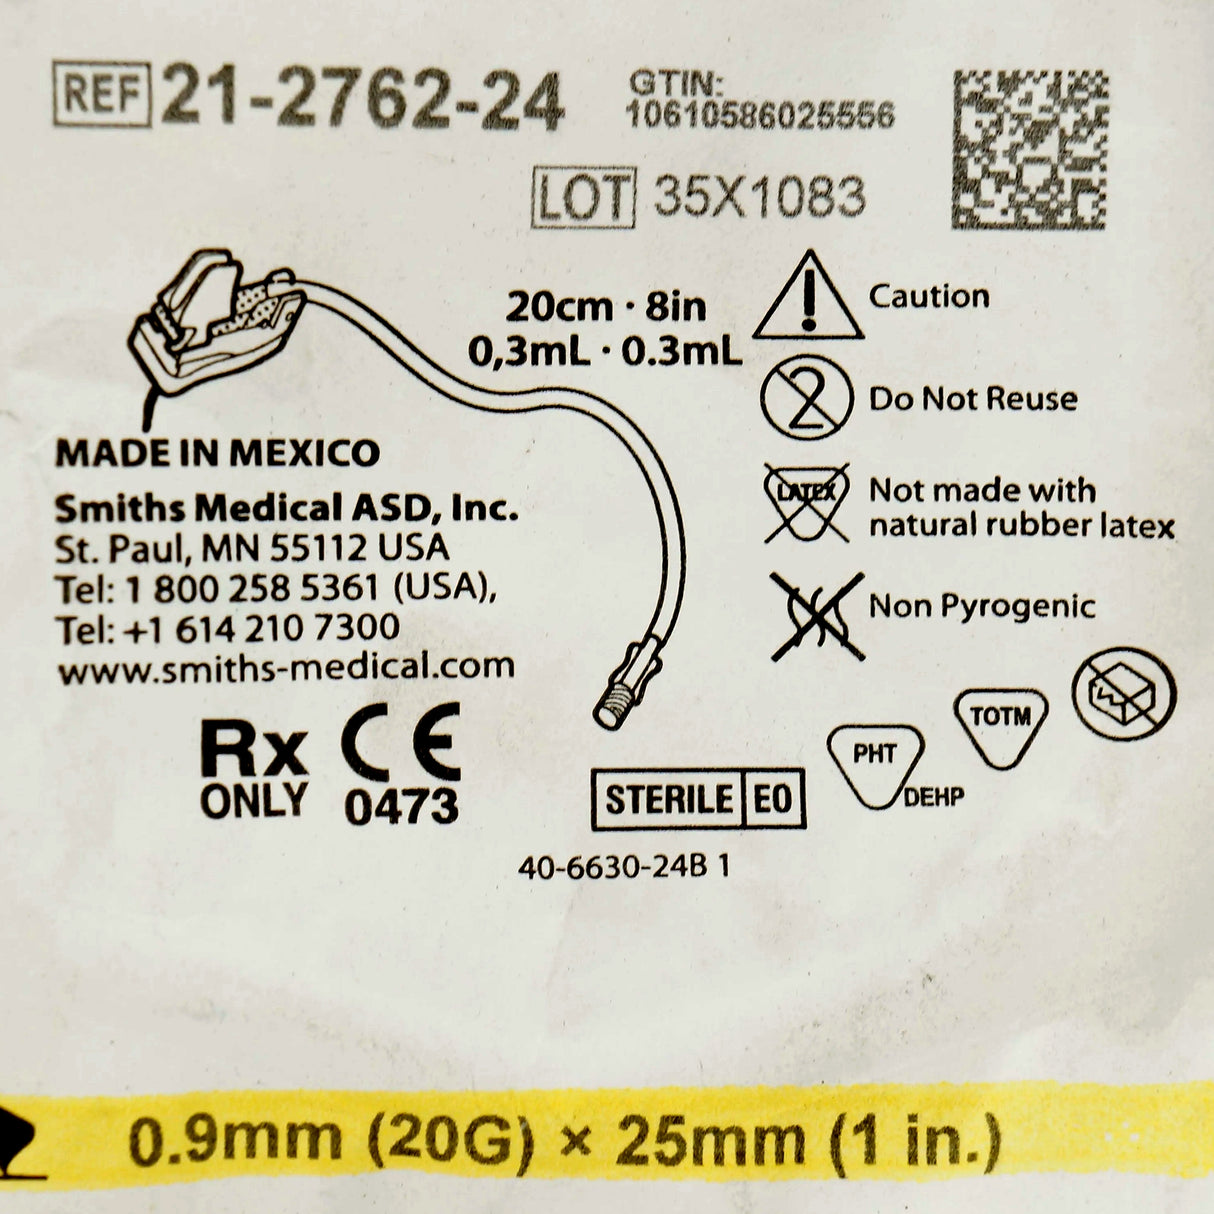 REF 21-2762-24
GTIN:
10610586025556
LOT 35X1083
20cm · 8in
0,3mL · 0.3mL
Caution
2 Do Not Reuse
LATEX Not made with
natural rubber latex
Non Pyrogenic
MADE IN MEXICO
Smiths Medical ASD, Inc.
St. Paul, MN 55112 USA
Tel: 1 800 258 5361 (USA),
Tel: +1 614 210 7300
www.smiths-medical.com
Rx
ONLY
CE
0473
STERILE EO
PHT
DEHP
TOTM
40-6630-24B 1
0.9mm (20G) × 25mm (1 in.)